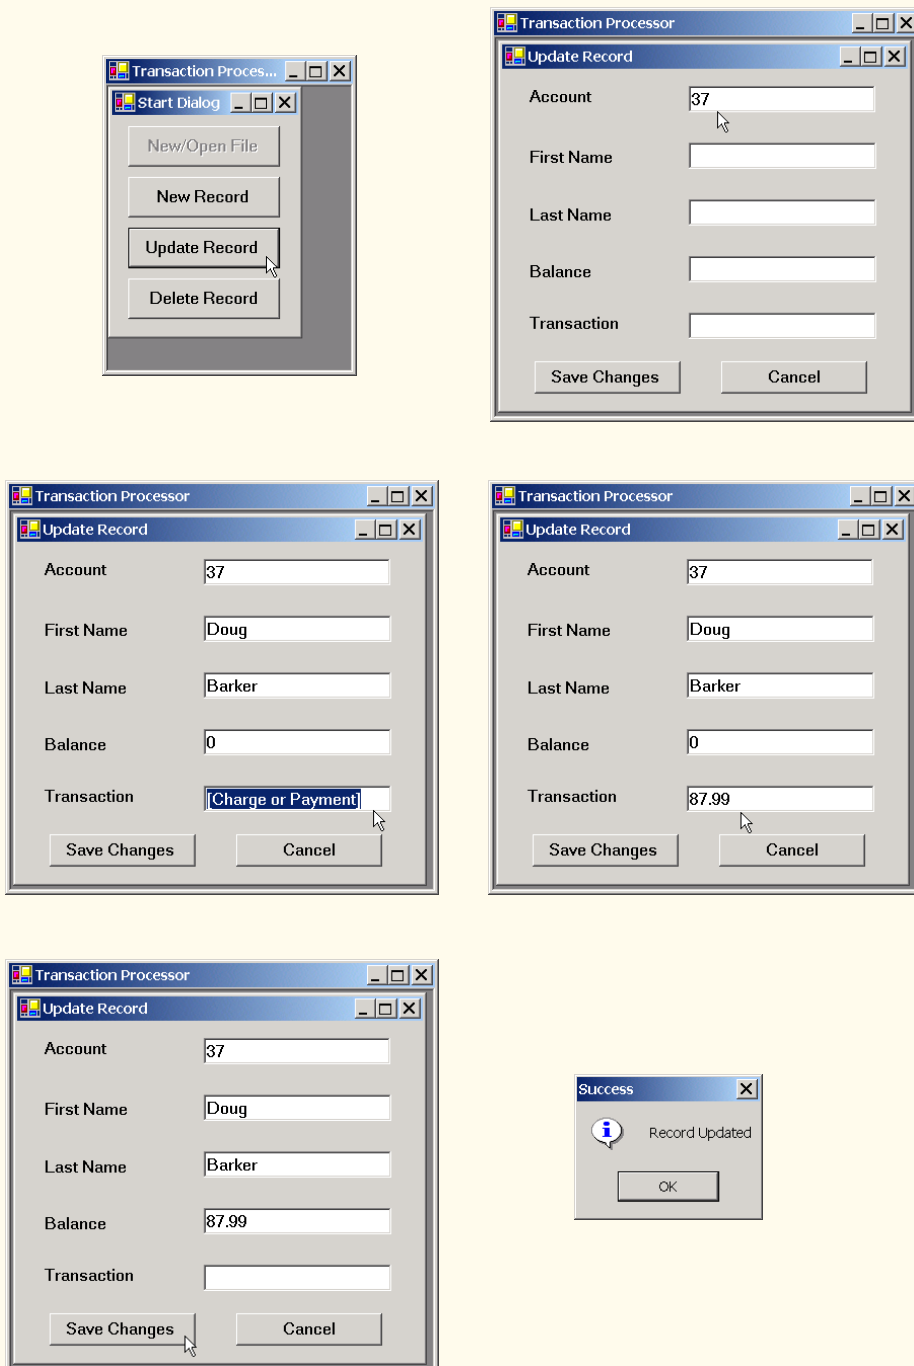 Transaction Proces...
Start Dialog
New/Open File
New Record
Update Record
Delete Record
Transaction Processor
Update Record
Account 37
First Name
Last Name
Balance
Transaction
Save Changes Cancel
Transaction Processor
Update Record
Account 37
First Name Doug
Last Name Barker
Balance 0
Transaction [Charge or Payment]
Save Changes Cancel
Transaction Processor
Update Record
Account 37
First Name Doug
Last Name Barker
Balance 0
Transaction 87.99
Save Changes Cancel
Transaction Processor
Update Record
Account 37
First Name Doug
Last Name Barker
Balance 87.99
Transaction
Save Changes Cancel
Success
Record Updated
OK